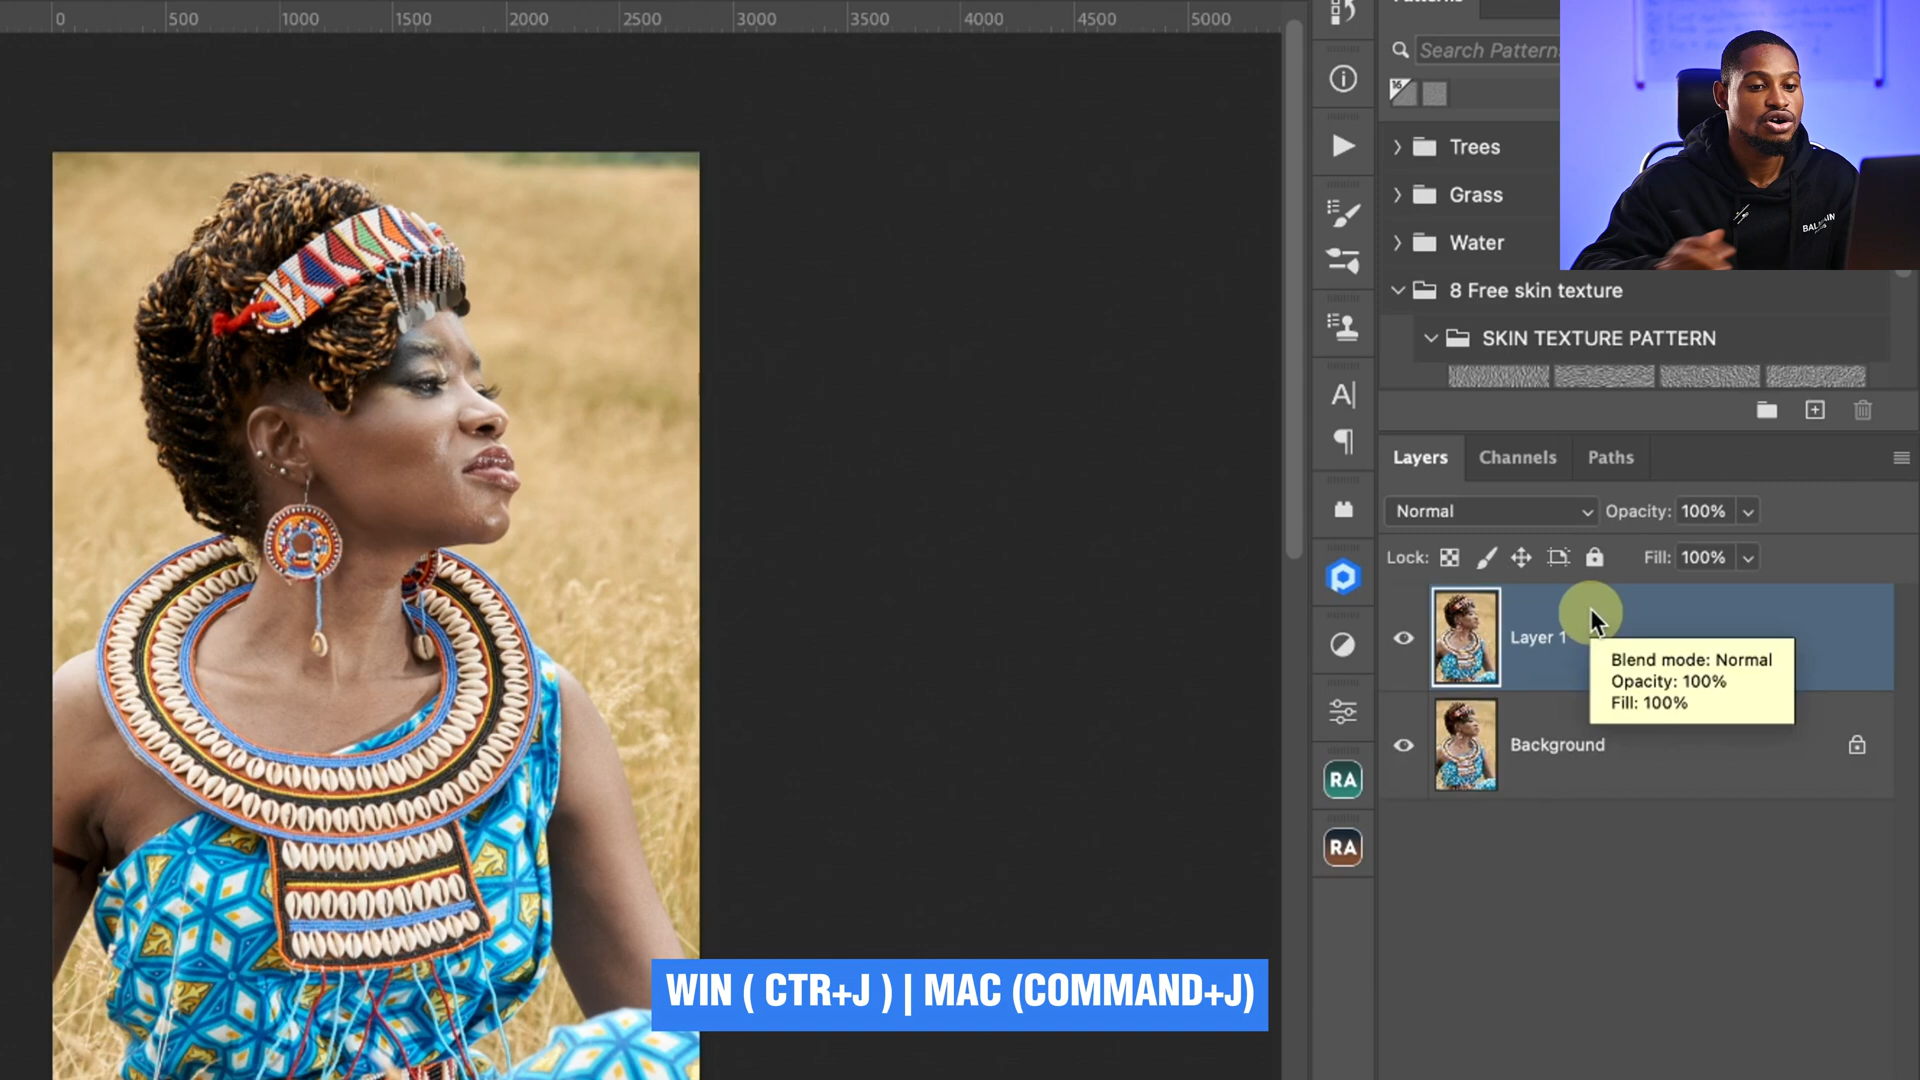 0 500 1000 1500 2000 2500 3000 3500 4000 4500 5000
Search Pattern
16
Trees
Grass
Water
BALMAIN
8 Free skin texture
SKIN TEXTURE PATTERN
A|
Layers Channels Paths
Normal Opacity: 100%
Lock: Fill: 100%
Layer 1
Blend mode: Normal
Opacity: 100%
Fill: 100%
Background
RA
RA
WIN ( CTR+J ) | MAC (COMMAND+J)